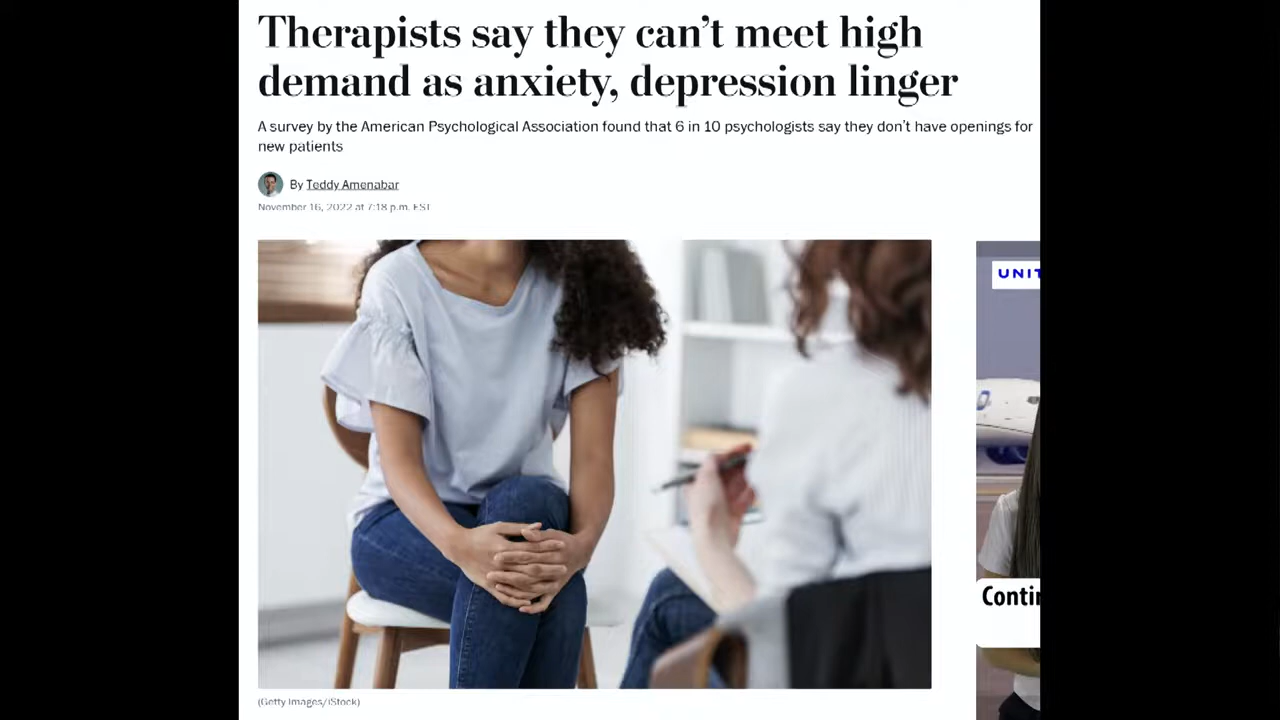 Therapists say they can't meet high
demand as anxiety, depression linger
A survey by the American Psychological Association found that 6 in 10 psychologists say they don't have openings for
new patients
By Teddy Amenabar
November 16, 2022 at 7:18 p.m. EST
UNIT
Contin
(Getty Images/iStock)